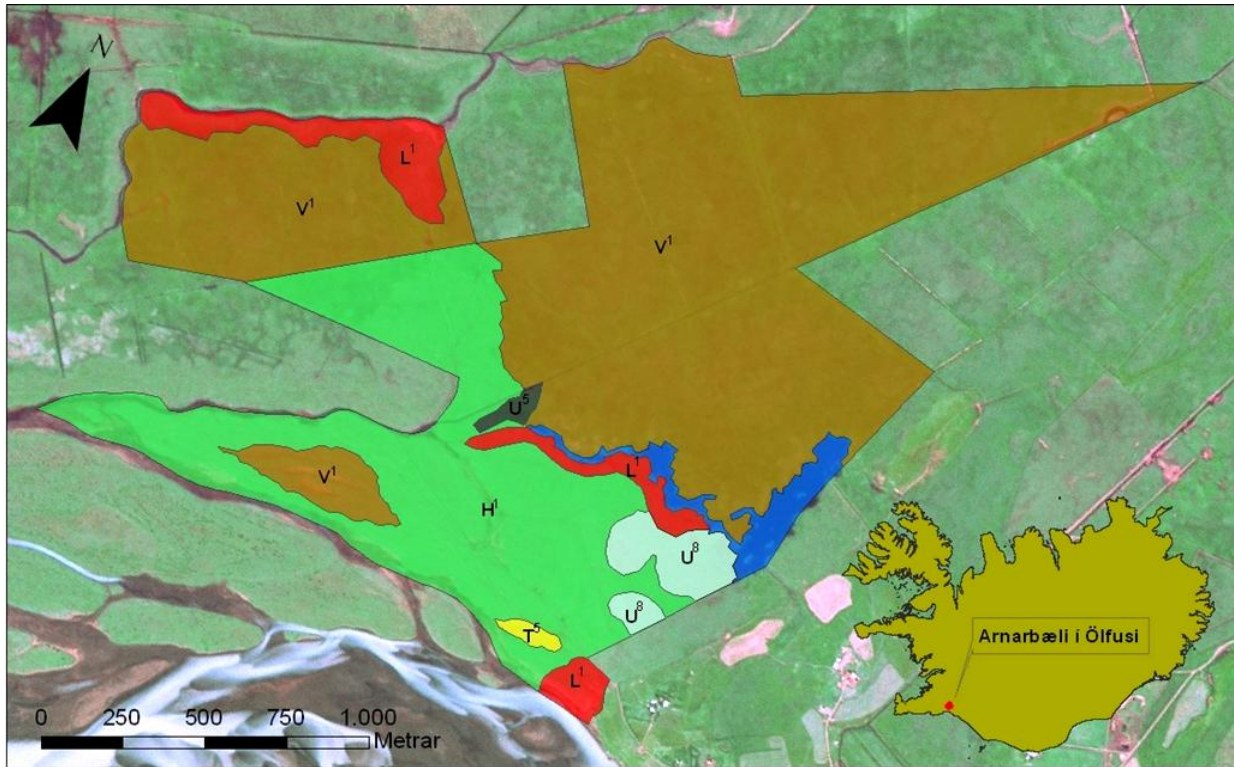 N
L¹
V¹
V¹
U⁵
V¹
L¹
H¹
U⁸
U⁸
T⁵
L¹
Arnarbæli í Ölfusi
0 250 500 750 1.000
Metrar